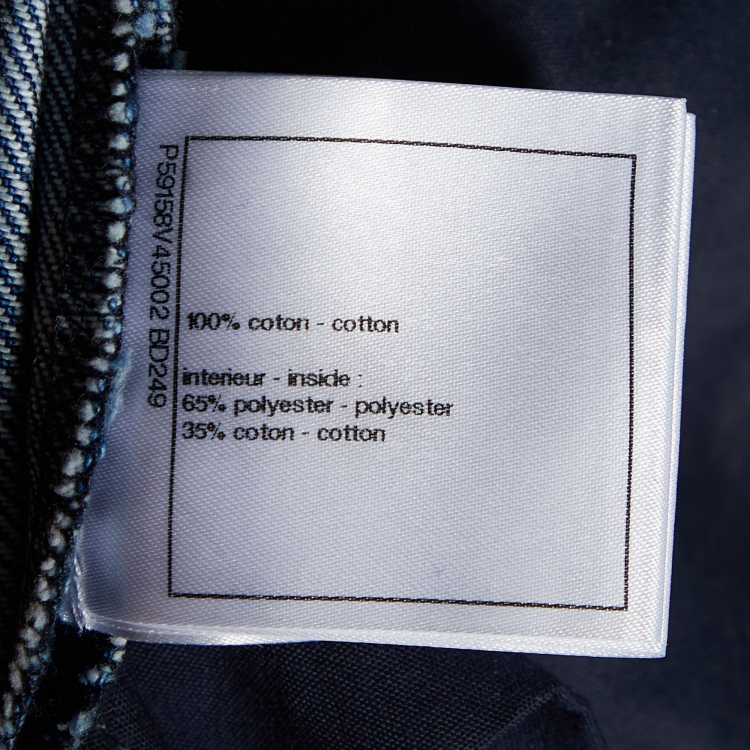 P59158V45002 BD249
100% coton - cotton
interieur - inside :
65% polyester - polyester
35% coton - cotton